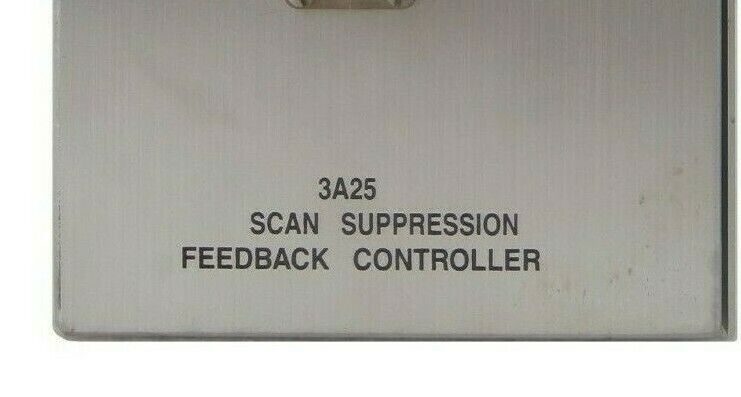 3A25
SCAN SUPPRESSION
FEEDBACK CONTROLLER